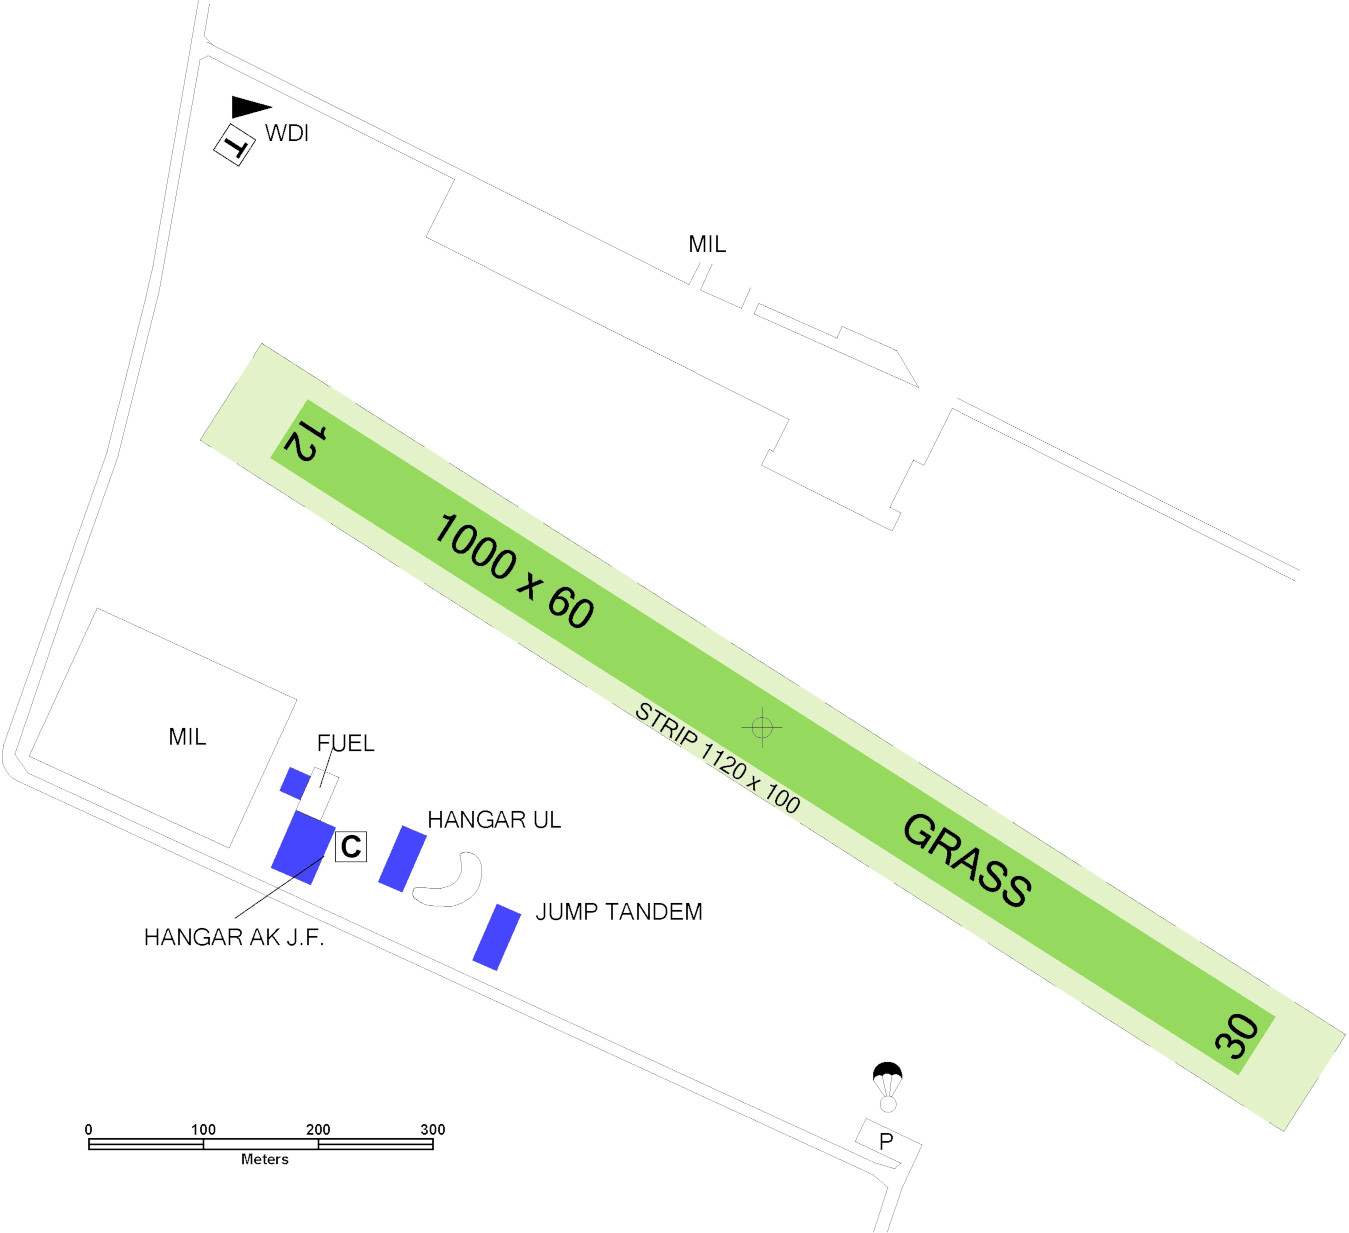 WDI
T
MIL
12
1000 x 60
STRIP 1120 x 100
GRASS
30
MIL
FUEL
HANGAR UL
C
JUMP TANDEM
HANGAR AK J.F.
P
0 100 200 300
Meters